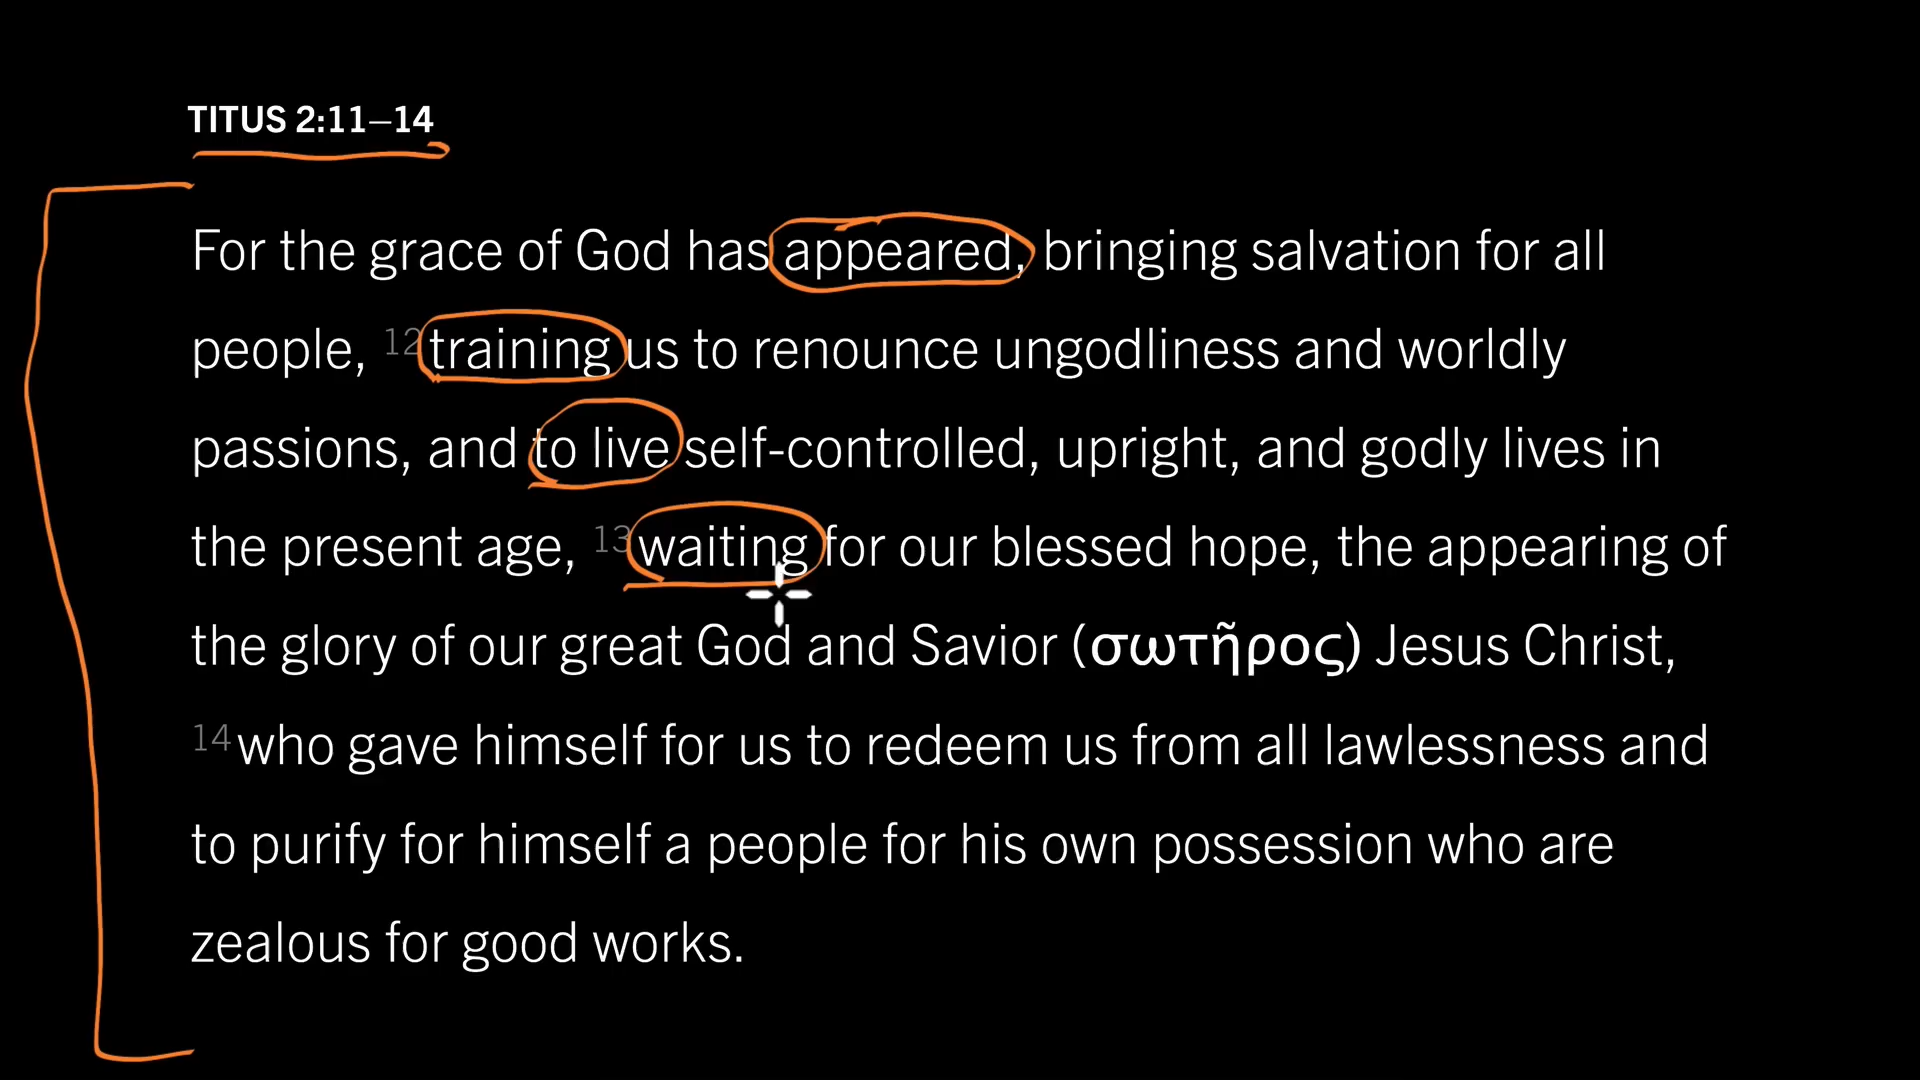 TITUS 2:11–14
For the grace of God has appeared, bringing salvation for all
people, 12 training us to renounce ungodliness and worldly
passions, and to live self-controlled, upright, and godly lives in
the present age, 13 waiting for our blessed hope, the appearing of
the glory of our great God and Savior (σωτῆρος) Jesus Christ,
14 who gave himself for us to redeem us from all lawlessness and
to purify for himself a people for his own possession who are
zealous for good works.